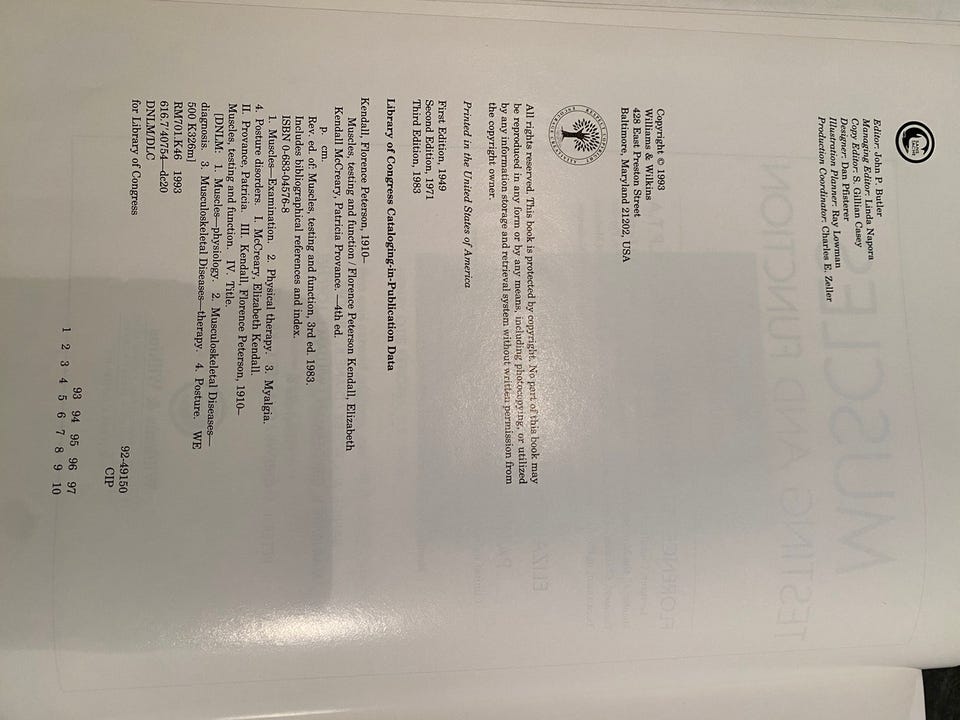 Editor: John P. Butler
Managing Editor: Linda Napora
Copy Editor: S. Gillian Casey
Designer: Dan Pfisterer
Illustration Planner: Ray Lowman
Production Coordinator: Charles E. Zeller
Copyright © 1993
Williams & Wilkins
428 East Preston Street
Baltimore, Maryland 21202, USA
All rights reserved. This book is protected by copyright. No part of this book may
be reproduced in any form or by any means, including photocopying, or utilized
by any information storage and retrieval system without written permission from
the copyright owner.
Printed in the United States of America
First Edition, 1949
Second Edition, 1971
Third Edition, 1983
Library of Congress Cataloging-in-Publication Data
Kendall, Florence Peterson, 1910–
Muscles, testing and function / Florence Peterson Kendall, Elizabeth
Kendall McCreary, Patricia Provance. —4th ed.
p. cm.
Rev. ed. of: Muscles, testing and function, 3rd ed. 1983.
Includes bibliographical references and index.
ISBN 0-683-04576-8
1. Muscles—Examination. 2. Physical therapy. 3. Myalgia.
4. Posture disorders. I. McCreary, Elizabeth Kendall.
II. Provance, Patricia. III. Kendall, Florence Peterson, 1910–
Muscles, testing and function. IV. Title.
[DNLM: 1. Muscles—physiology. 2. Musculoskeletal Diseases—
diagnosis. 3. Musculoskeletal Diseases—therapy. 4. Posture. WE
500 K326m]
RM701.K46 1993
616.7'40754—dc20
DNLM/DLC
for Library of Congress
92-49150
CIP
93 94 95 96 97
1 2 3 4 5 6 7 8 9 10